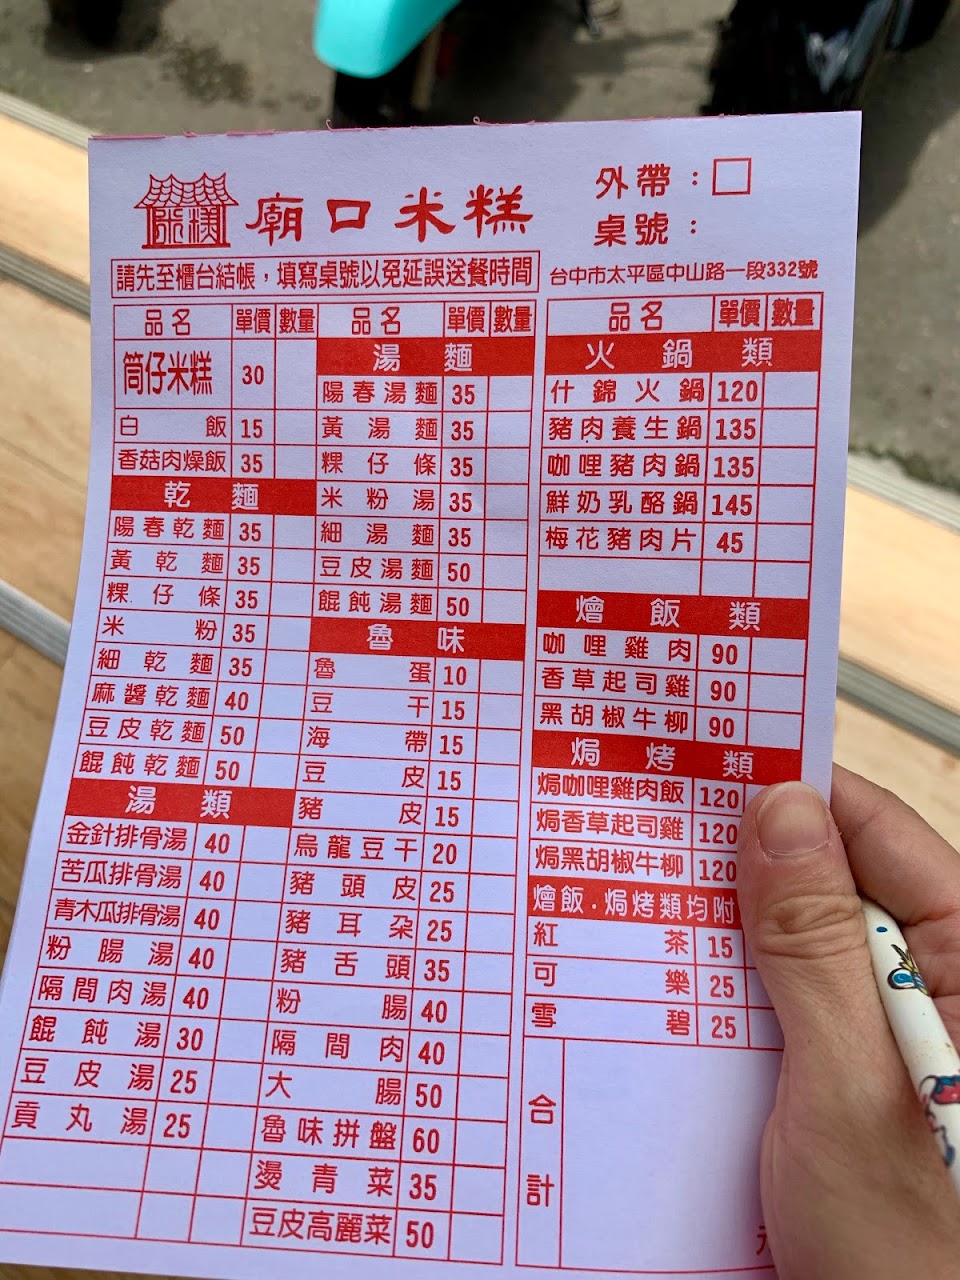 廟口米糕
外帶：□
桌號：
請先至櫃台結帳，填寫桌號以免延誤送餐時間
台中市太平區中山路一段332號
品名 單價 數量
筒仔米糕 30
白飯 15
香菇肉燥飯 35
乾麵
陽春乾麵 35
黃乾麵 35
粿仔條 35
米粉 35
細乾麵 35
麻醬乾麵 40
豆皮乾麵 50
餛飩乾麵 50
湯類
金針排骨湯 40
苦瓜排骨湯 40
青木瓜排骨湯 40
粉腸湯 40
隔間肉湯 40
餛飩湯 30
豆皮湯 25
貢丸湯 25
品名 單價 數量
湯麵
陽春湯麵 35
黃湯麵 35
粿仔條 35
米粉湯 35
細湯麵 35
豆皮湯麵 50
餛飩湯麵 50
魯味
魯蛋 10
豆干 15
海帶 15
豆皮 15
豬皮 15
烏龍豆干 20
豬頭皮 25
豬耳朵 25
豬舌頭 35
粉腸 40
隔間肉 40
大腸 50
魯味拼盤 60
燙青菜 35
豆皮高麗菜 50
品名 單價 數量
火鍋類
什錦火鍋 120
豬肉養生鍋 135
咖哩豬肉鍋 135
鮮奶乳酪鍋 145
梅花豬肉片 45
燴飯類
咖哩雞肉 90
香草起司雞 90
黑胡椒牛柳 90
焗烤類
焗咖哩雞肉飯 120
焗香草起司雞 120
焗黑胡椒牛柳 120
燴飯．焗烤類均附
紅茶 15
可樂 25
雪碧 25
合計